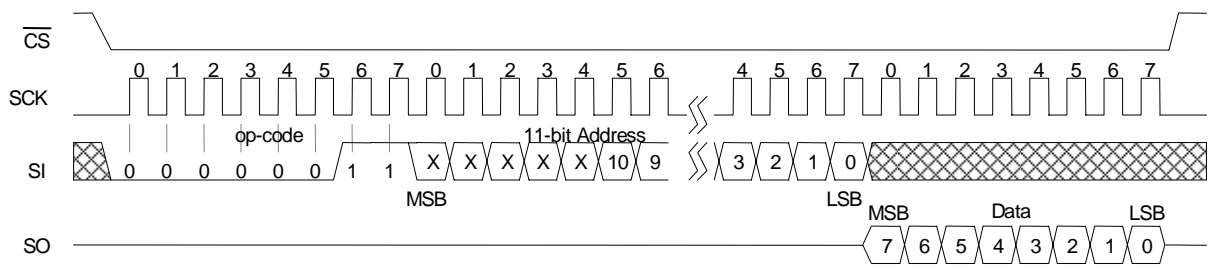 CS
0 1 2 3 4 5 6 7 0 1 2 3 4 5 6 4 5 6 7 0 1 2 3 4 5 6 7
SCK
op-code 11-bit Address
SI 0 0 0 0 0 0 1 1 X X X X X 10 9 3 2 1 0
MSB LSB MSB Data LSB
SO 7 6 5 4 3 2 1 0